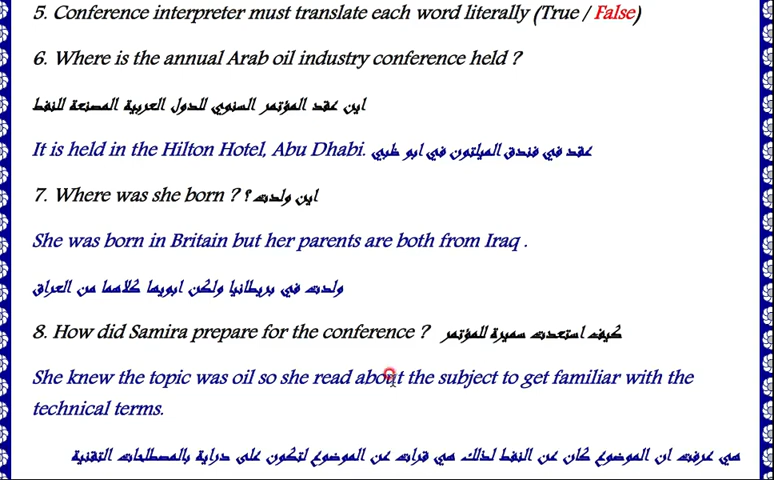 5. Conference interpreter must translate each word literally (True / False)
6. Where is the annual Arab oil industry conference held ?
اين عقد المؤتمر السنوي للدول العربية المصنعة للنفط
It is held in the Hilton Hotel, Abu Dhabi. عقد في فندق الهيلتون في ابو ظبي
7. Where was she born ? اين ولدت ؟
She was born in Britain but her parents are both from Iraq .
ولدت في بريطانيا ولكن ابويها كلاهما من العراق
8. How did Samira prepare for the conference ? كيف استعدت سميرة للمؤتمر
She knew the topic was oil so she read about the subject to get familiar with the
technical terms.
هي عرفت ان الموضوع كان عن النفط لذلك هي قرات عن الموضوع لتكون على دراية بالمصطلحات التقنية